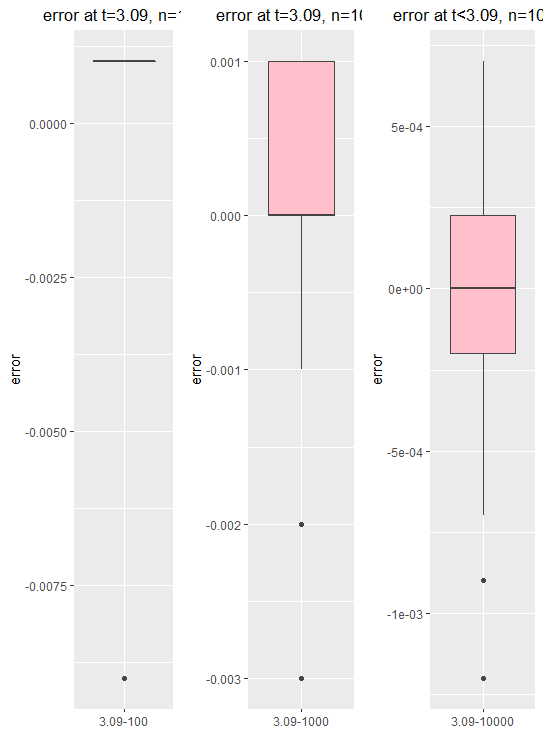 error at t=3.09, n=1
error
0.0000
-0.0025
-0.0050
-0.0075
3.09-100
error at t=3.09, n=10
error
0.001
0.000
-0.001
-0.002
-0.003
3.09-1000
error at t<3.09, n=10
error
5e-04
0e+00
-5e-04
-1e-03
3.09-10000